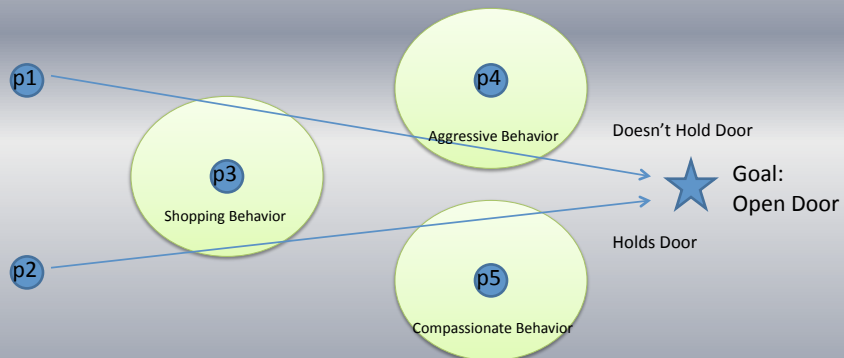 p1
p4
Aggressive Behavior
Doesn’t Hold Door
p3
Shopping Behavior
Goal:
Open Door
Holds Door
p2
p5
Compassionate Behavior